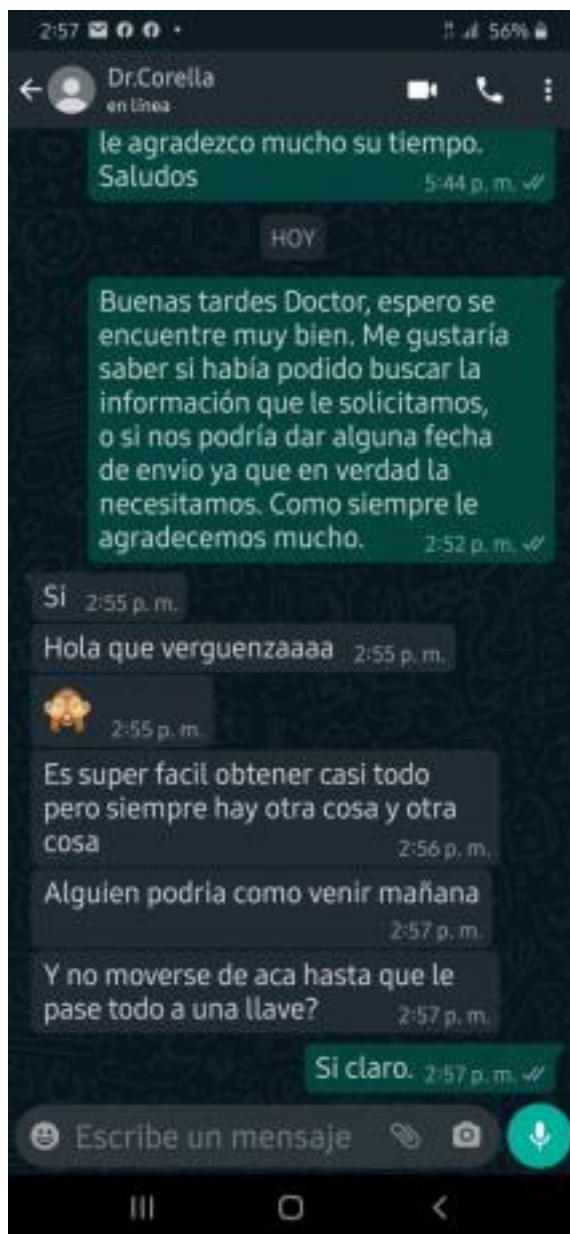 2:57
56%
Dr.Corella
en línea
le agradezco mucho su tiempo.
Saludos
5:44 p. m.
HOY
Buenas tardes Doctor, espero se
encuentre muy bien. Me gustaría
saber si había podido buscar la
información que le solicitamos,
o si nos podría dar alguna fecha
de envio ya que en verdad la
necesitamos. Como siempre le
agradecemos mucho.
2:52 p. m.
Si 2:55 p. m.
Hola que verguenzaaaa 2:55 p. m.
2:55 p. m.
Es super facil obtener casi todo
pero siempre hay otra cosa y otra
cosa
2:56 p. m.
Alguien podria como venir mañana
2:57 p. m.
Y no moverse de aca hasta que le
pase todo a una llave?
2:57 p. m.
Si claro. 2:57 p. m.
Escribe un mensaje